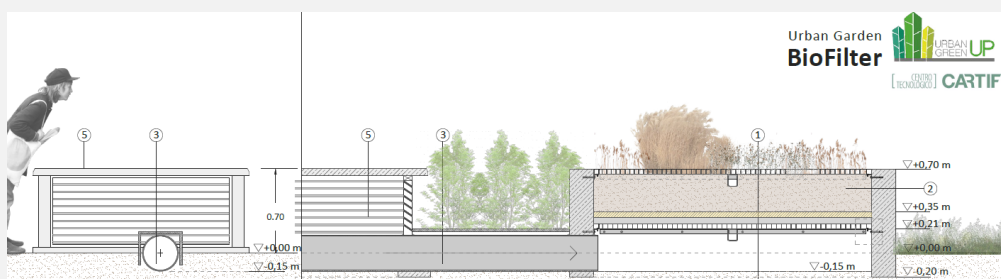 Urban Garden
BioFilter
URBAN
GREEN UP
[CENTRO
TECNOLÓGICO] CARTIF
5
3
5
3
1
2
+0,70 m
+0,35 m
+0,21 m
+0,00 m
-0,20 m
0.70
+0,00 m
-0,15 m
-0,15 m